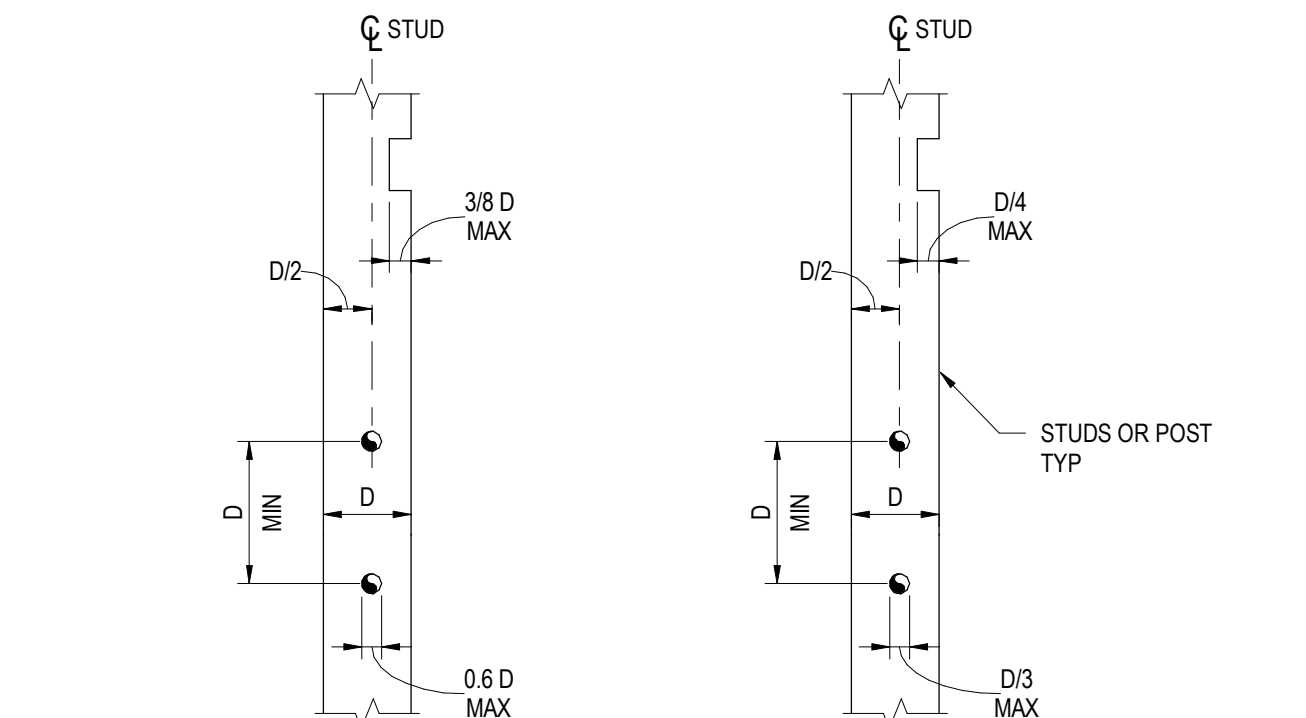 ℄ STUD
3/8 D
MAX
D/2
D
MIN
D
0.6 D
MAX
℄ STUD
D/4
MAX
D/2
STUDS OR POST
TYP
D
MIN
D
D/3
MAX